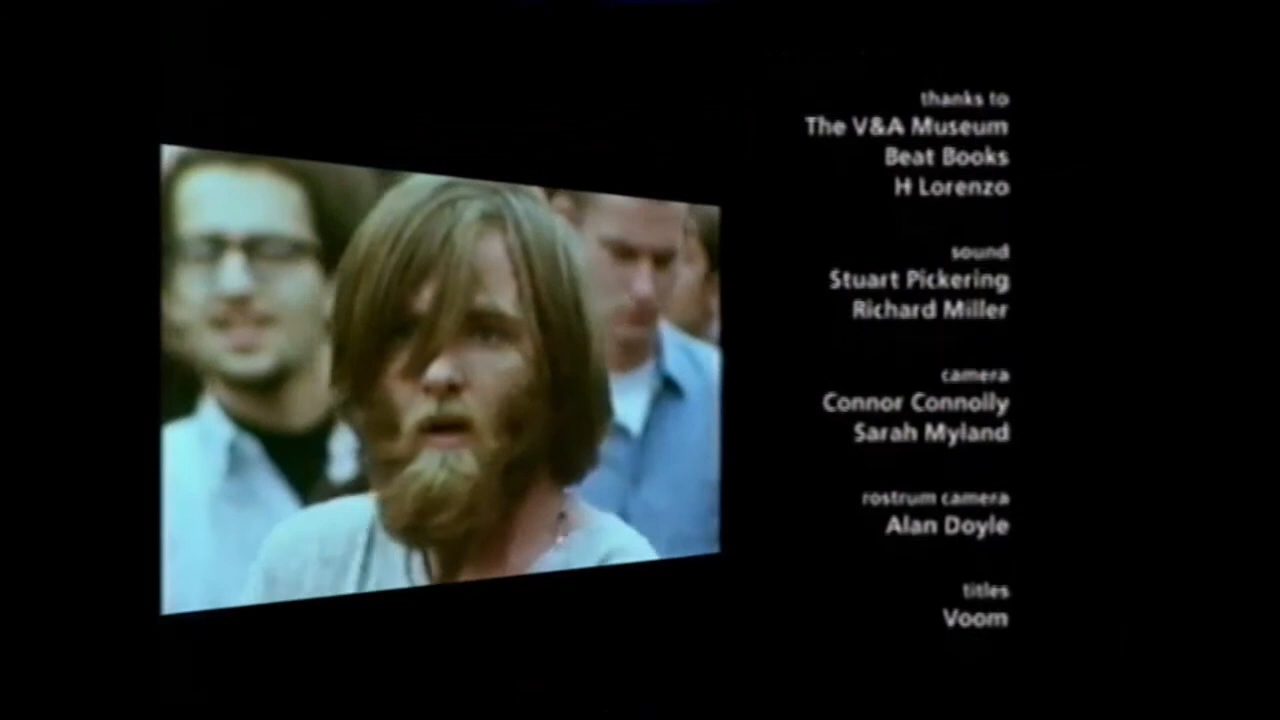 thanks to
The V&A Museum
Beat Books
H Lorenzo
sound
Stuart Pickering
Richard Miller
camera
Connor Connolly
Sarah Myland
rostrum camera
Alan Doyle
titles
Voom